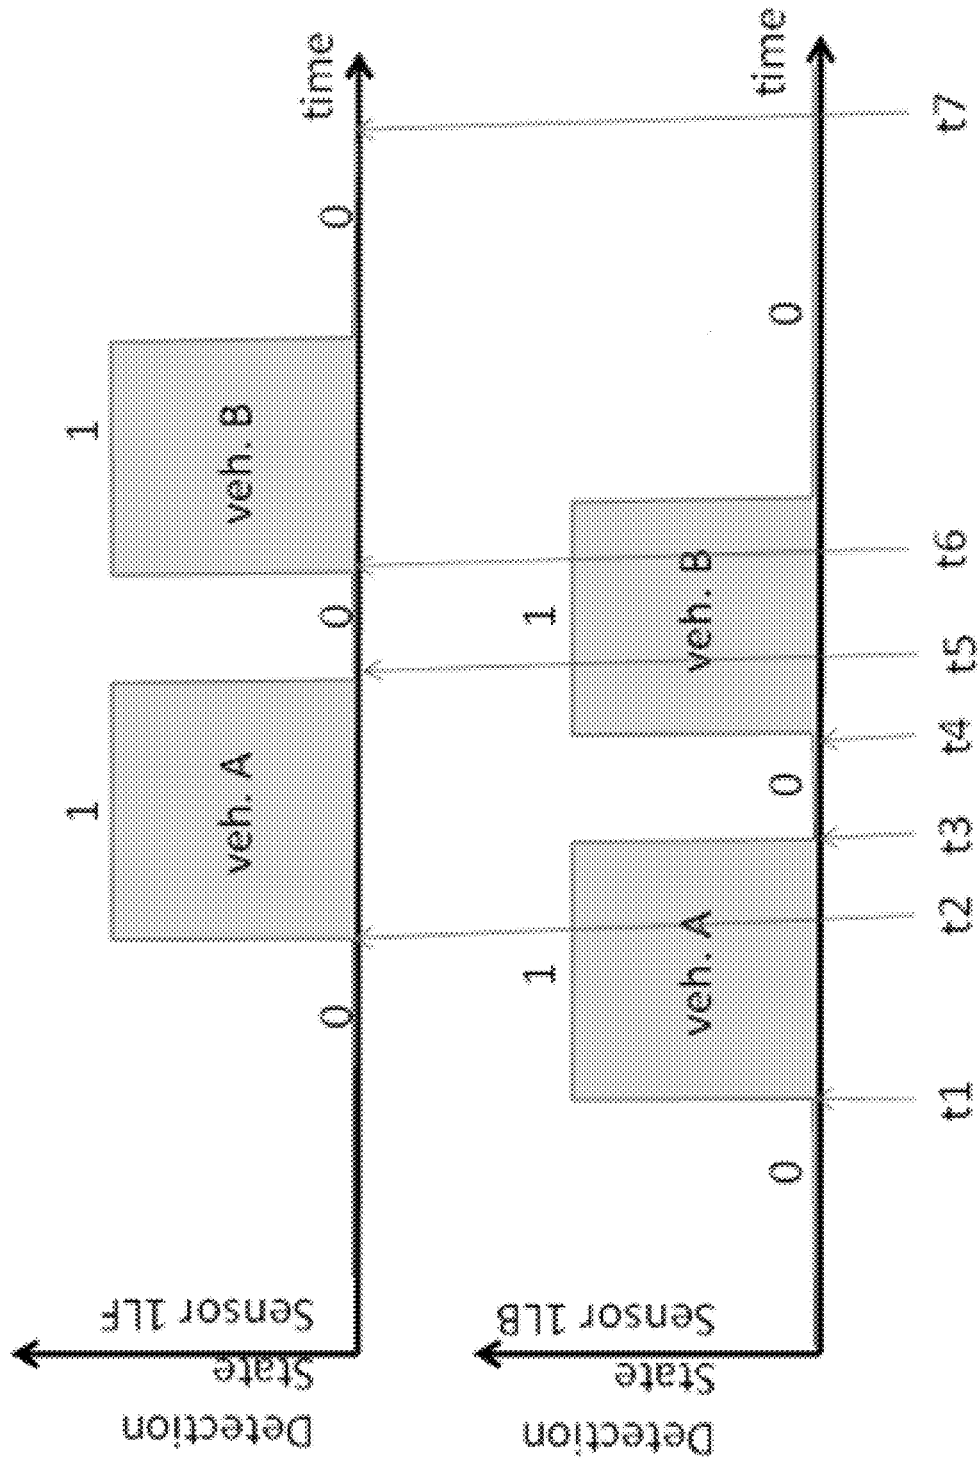 Detection
State
Sensor 1LF
0
1
veh. A
0
1
veh. B
0
time
Detection
State
Sensor 1LB
0
1
veh. A
0
1
veh. B
0
time
t1
t2
t3
t4
t5
t6
t7